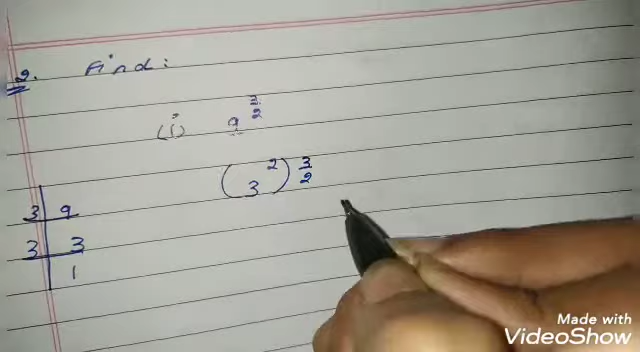 2. Find:
(i) 9^(3/2)
(3^2)^(3/2)
3 | 9
3 | 3
1
Made with
VideoShow